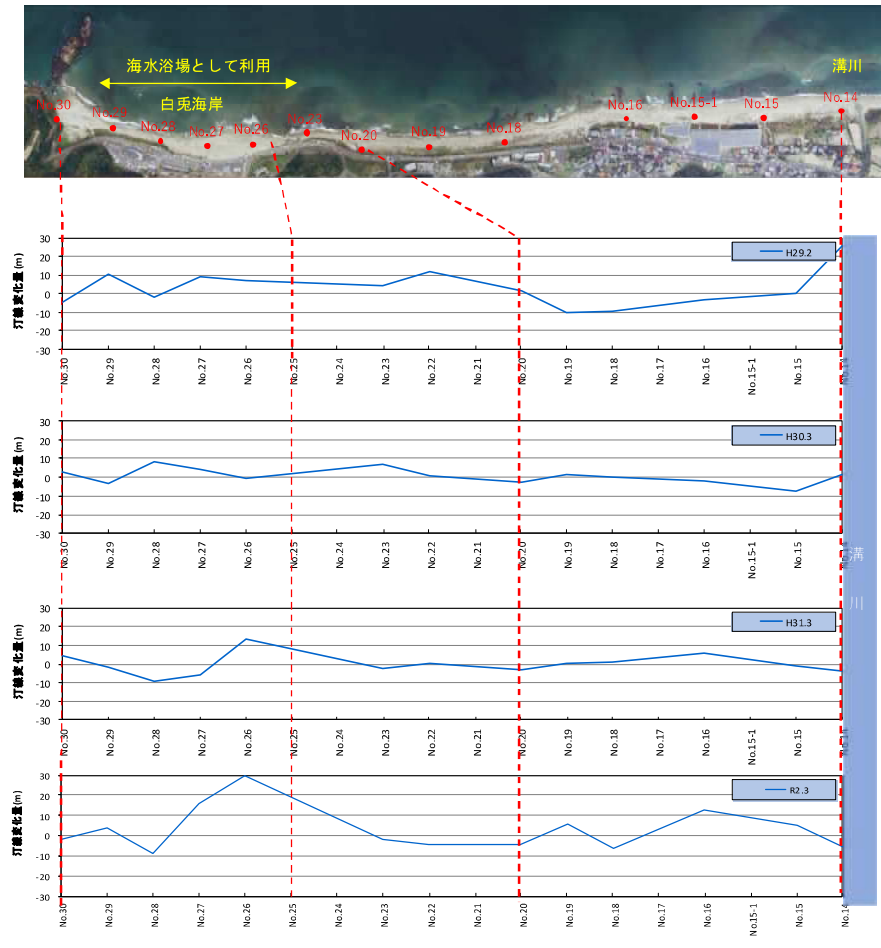 海水浴場として利用
溝川
白兎海岸
No.30
No.29
No.28
No.27
No.26
No.23
No.20
No.19
No.18
No.16
No.15-1
No.15
No.14
汀線変化量(m)
30
20
10
0
-10
-20
-30
H29.2
No.30
No.29
No.28
No.27
No.26
No.25
No.24
No.23
No.22
No.21
No.20
No.19
No.18
No.17
No.16
No.15-1
No.15
No.14
汀線変化量(m)
30
20
10
0
-10
-20
-30
H30.3
No.30
No.29
No.28
No.27
No.26
No.25
No.24
No.23
No.22
No.21
No.20
No.19
No.18
No.17
No.16
No.15-1
No.15
No.14
溝川
汀線変化量(m)
30
20
10
0
-10
-20
-30
H31.3
No.30
No.29
No.28
No.27
No.26
No.25
No.24
No.23
No.22
No.21
No.20
No.19
No.18
No.17
No.16
No.15-1
No.15
No.14
汀線変化量(m)
30
20
10
0
-10
-20
-30
R2.3
No.30
No.29
No.28
No.27
No.26
No.25
No.24
No.23
No.22
No.21
No.20
No.19
No.18
No.17
No.16
No.15-1
No.15
No.14